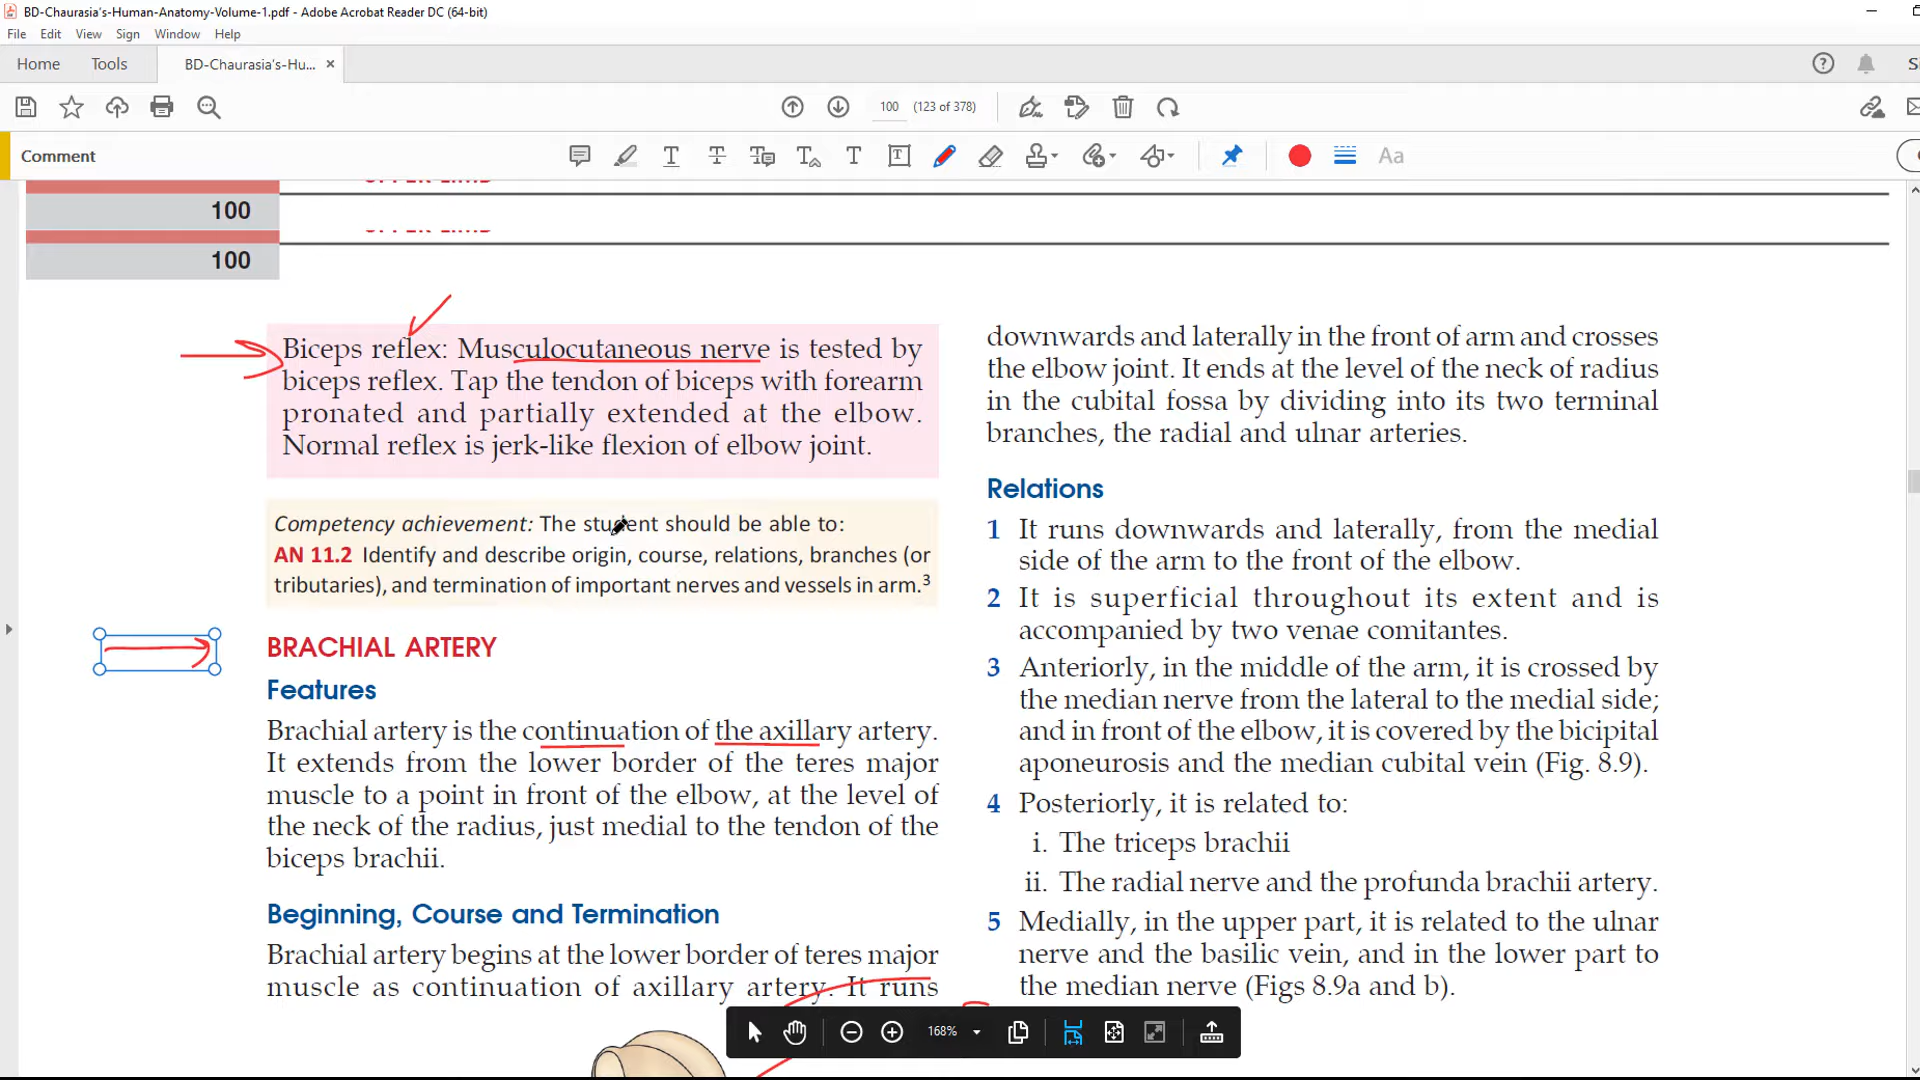 BD-Chaurasia's-Human-Anatomy-Volume-1.pdf - Adobe Acrobat Reader DC (64-bit)
File Edit View Sign Window Help
Home Tools BD-Chaurasia's-Hu... ×
100 (123 of 378)
Comment
Aa
100
100
Biceps reflex: Musculocutaneous nerve is tested by
biceps reflex. Tap the tendon of biceps with forearm
pronated and partially extended at the elbow.
Normal reflex is jerk-like flexion of elbow joint.
Competency achievement: The student should be able to:
AN 11.2 Identify and describe origin, course, relations, branches (or
tributaries), and termination of important nerves and vessels in arm.3
BRACHIAL ARTERY
Features
Brachial artery is the continuation of the axillary artery.
It extends from the lower border of the teres major
muscle to a point in front of the elbow, at the level of
the neck of the radius, just medial to the tendon of the
biceps brachii.
Beginning, Course and Termination
Brachial artery begins at the lower border of teres major
muscle as continuation of axillary artery. It runs
downwards and laterally in the front of arm and crosses
the elbow joint. It ends at the level of the neck of radius
in the cubital fossa by dividing into its two terminal
branches, the radial and ulnar arteries.
Relations
1 It runs downwards and laterally, from the medial
side of the arm to the front of the elbow.
2 It is superficial throughout its extent and is
accompanied by two venae comitantes.
3 Anteriorly, in the middle of the arm, it is crossed by
the median nerve from the lateral to the medial side;
and in front of the elbow, it is covered by the bicipital
aponeurosis and the median cubital vein (Fig. 8.9).
4 Posteriorly, it is related to:
i. The triceps brachii
ii. The radial nerve and the profunda brachii artery.
5 Medially, in the upper part, it is related to the ulnar
nerve and the basilic vein, and in the lower part to
the median nerve (Figs 8.9a and b).
168%